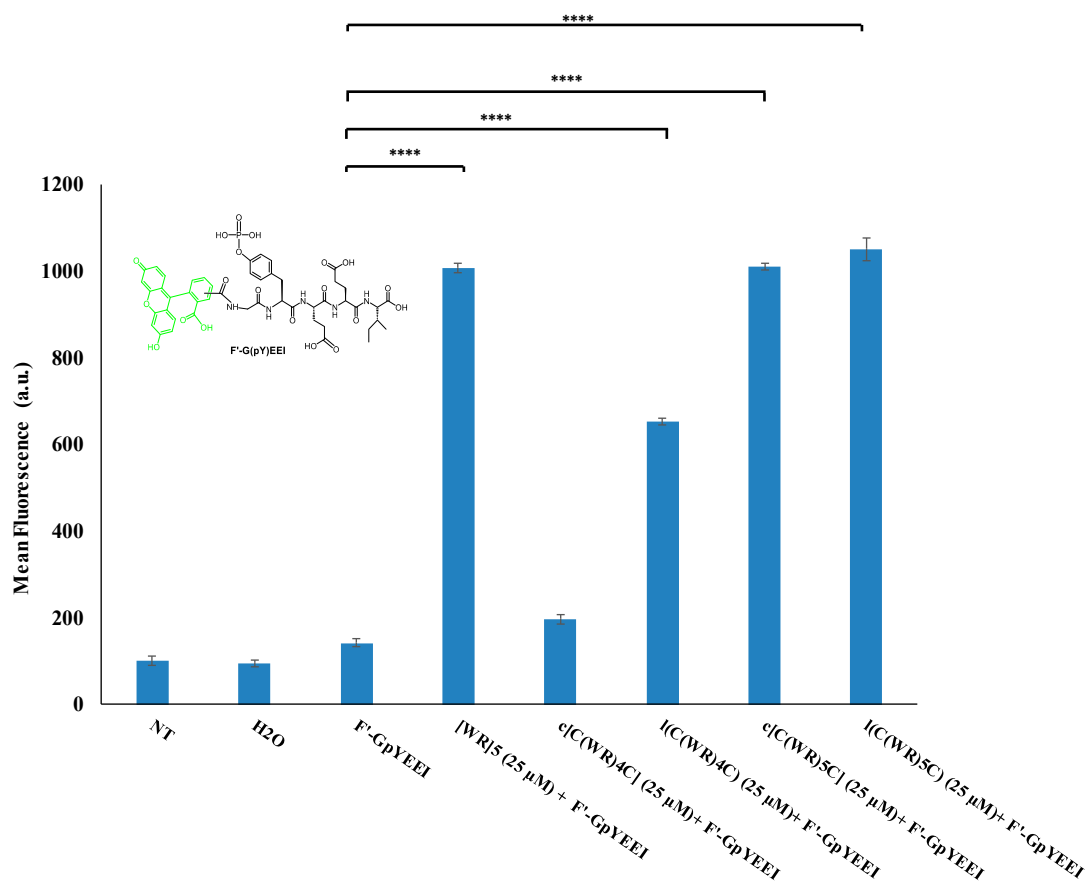 ****
****
****
****
Mean Fluorescence (a.u.)
1200
1000
800
600
400
200
0
O
HO
P
OH
O
O
O
OH
O
O
NH
O
N
H
O
H
N
O
OH
N
H
O
H
N
O
OH
O
O
OH
HO
HO
O
F'-G(pY)EEI
NT
H2O
F'-GpYEEI
[WR]5 (25 µM) + F'-GpYEEI
c[C(WR)4C] (25 µM)+ F'-GpYEEI
l(C(WR)4C) (25 µM)+ F'-GpYEEI
c[C(WR)5C] (25 µM)+ F'-GpYEEI
l(C(WR)5C) (25 µM)+ F'-GpYEEI